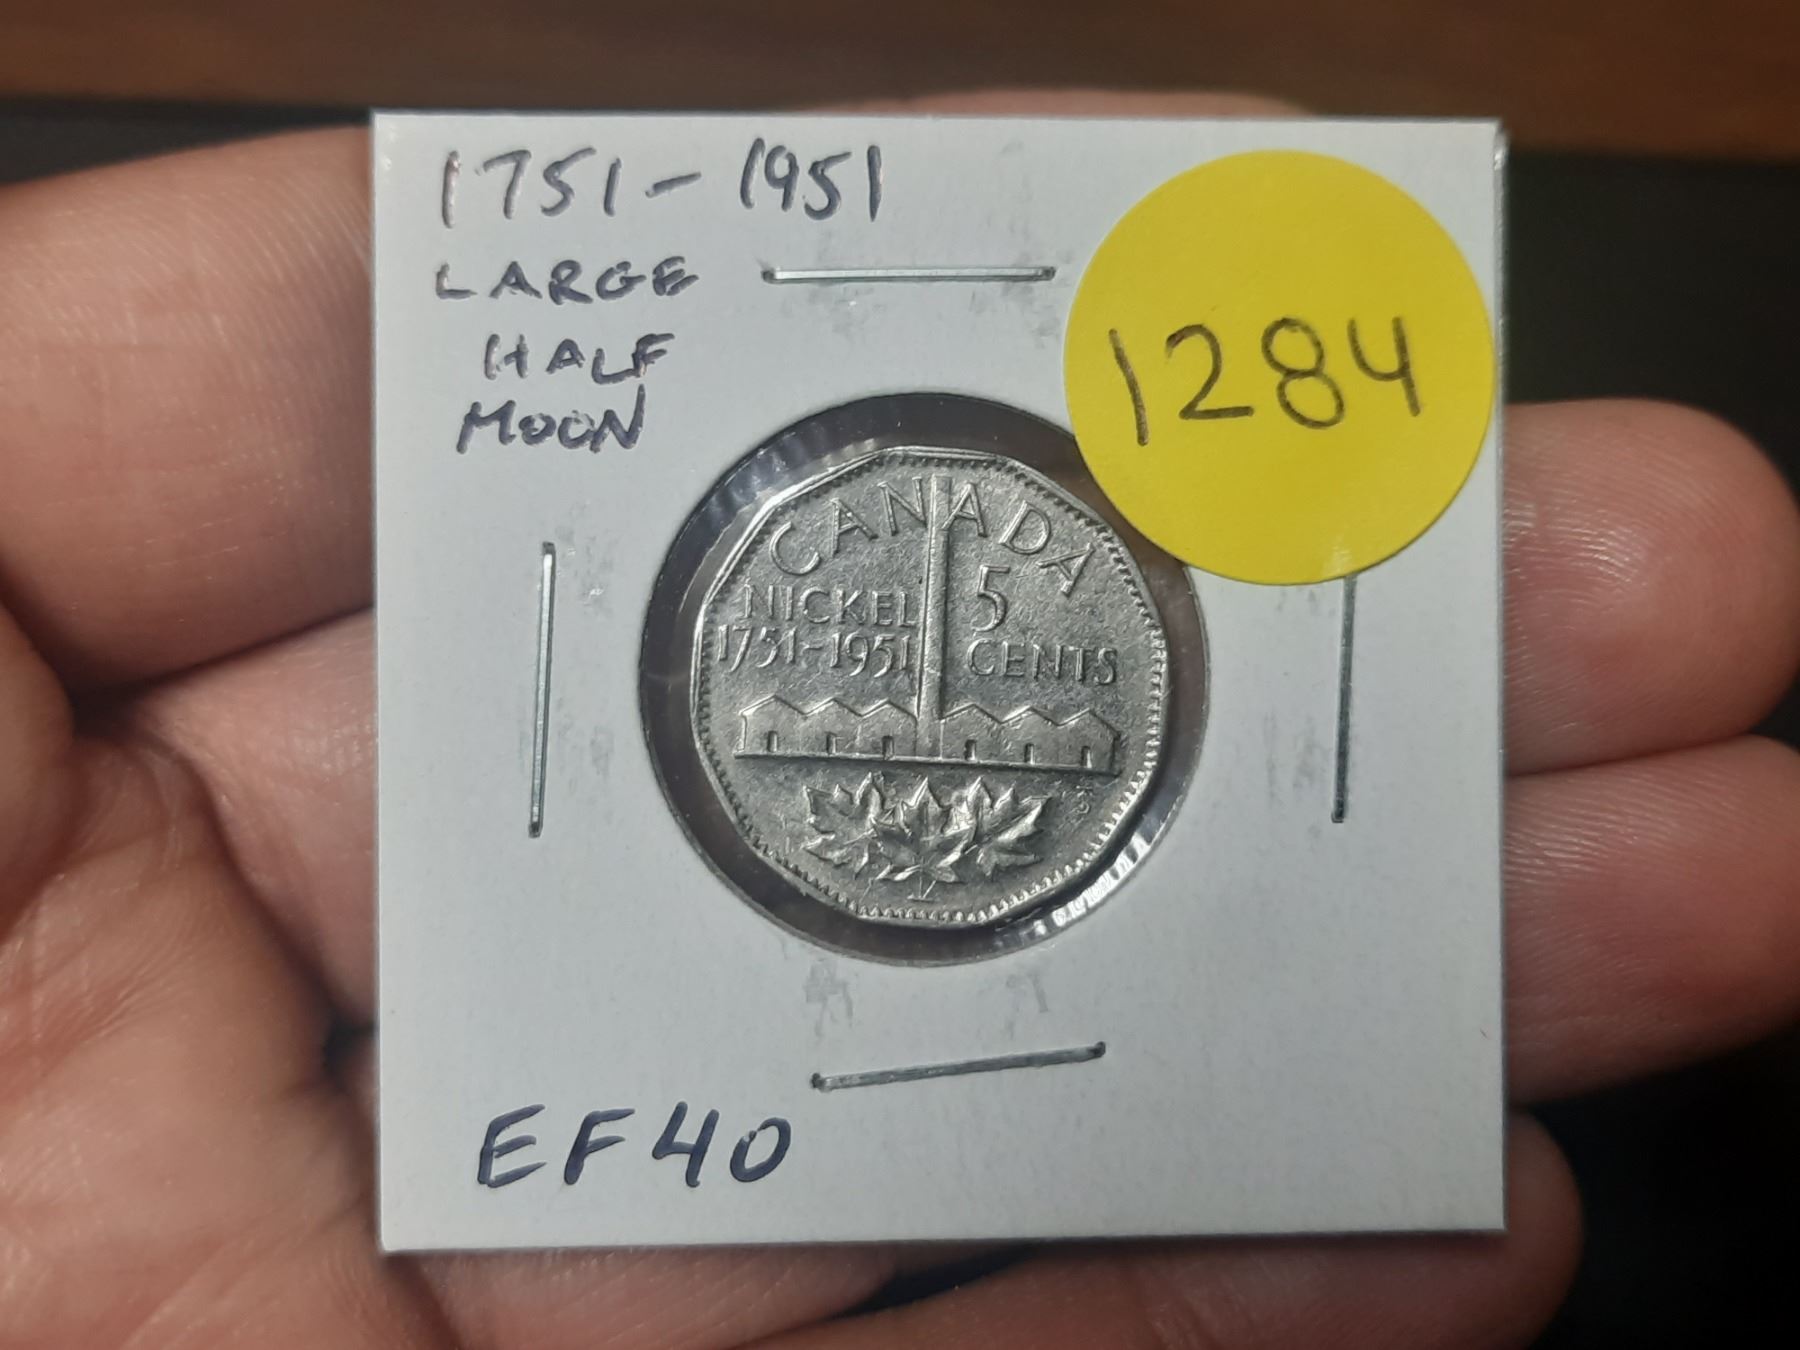 1751-1951
LARGE
HALF
MOON
1284
CANADA
NICKEL
1751-1951
5
CENTS
EF40